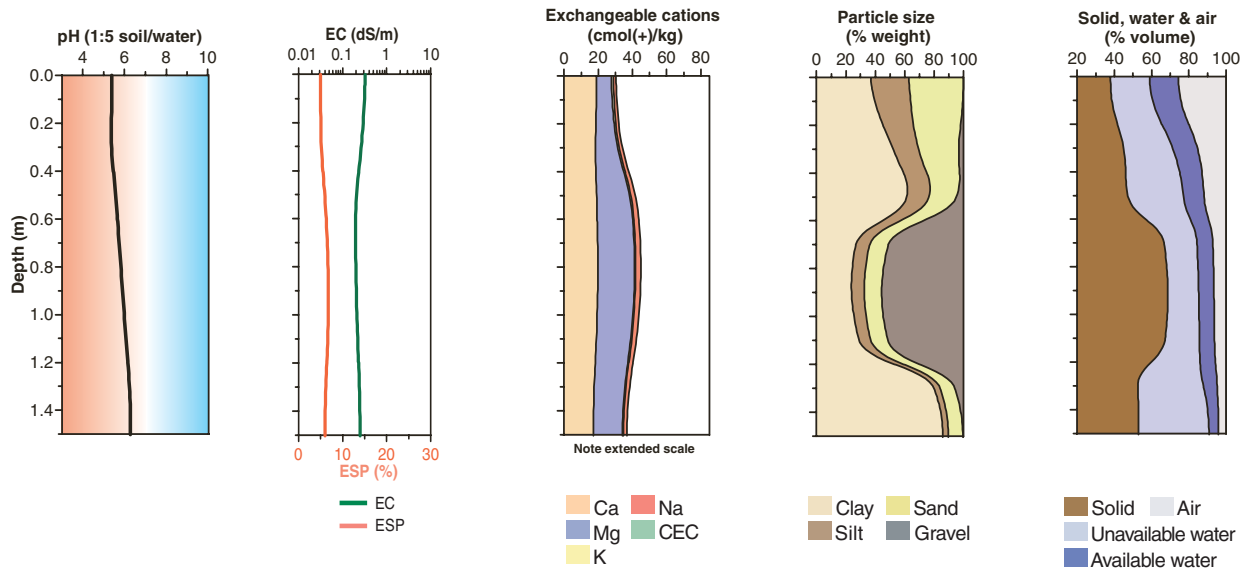 pH (1:5 soil/water)
4 6 8 10
Depth (m)
0.0
0.2
0.4
0.6
0.8
1.0
1.2
1.4
EC (dS/m)
0.01 0.1 1 10
0 10 20 30
ESP (%)
EC
ESP
Exchangeable cations
(cmol(+)/kg)
0 20 40 60 80
Note extended scale
Ca Na
Mg CEC
K
Particle size
(% weight)
0 20 40 60 80 100
Clay Sand
Silt Gravel
Solid, water & air
(% volume)
20 40 60 80 100
Solid Air
Unavailable water
Available water